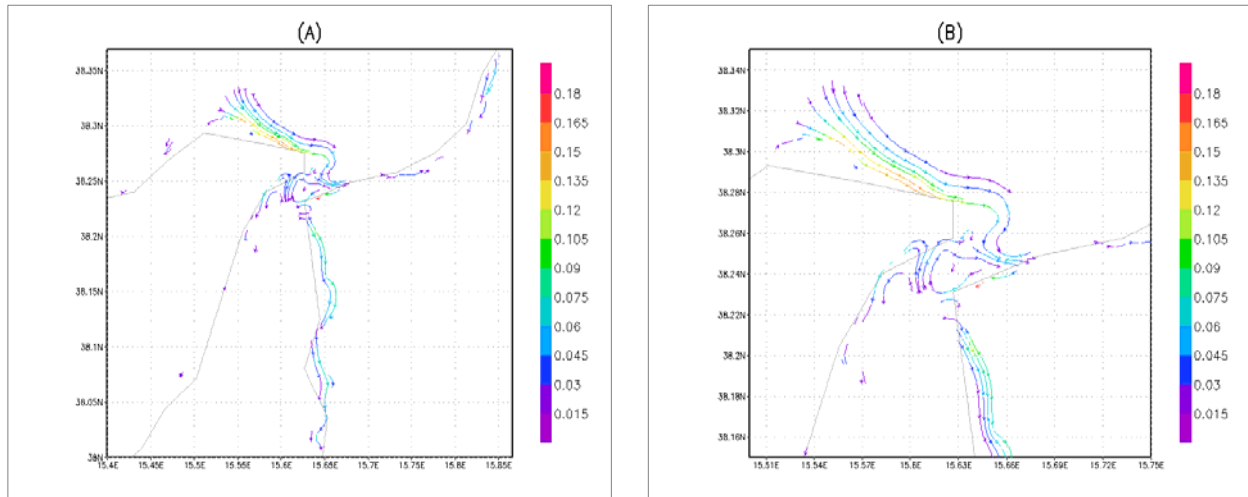 (A)
38.35N
38.3N
38.25N
38.2N
38.15N
38.1N
38.05N
38N
15.4E 15.45E 15.5E 15.55E 15.6E 15.65E 15.7E 15.75E 15.8E 15.85E
0.18
0.165
0.15
0.135
0.12
0.105
0.09
0.075
0.06
0.045
0.03
0.015
(B)
38.34N
38.32N
38.3N
38.28N
38.26N
38.24N
38.22N
38.2N
38.18N
38.16N
15.51E 15.54E 15.57E 15.6E 15.63E 15.66E 15.69E 15.72E 15.75E
0.18
0.165
0.15
0.135
0.12
0.105
0.09
0.075
0.06
0.045
0.03
0.015